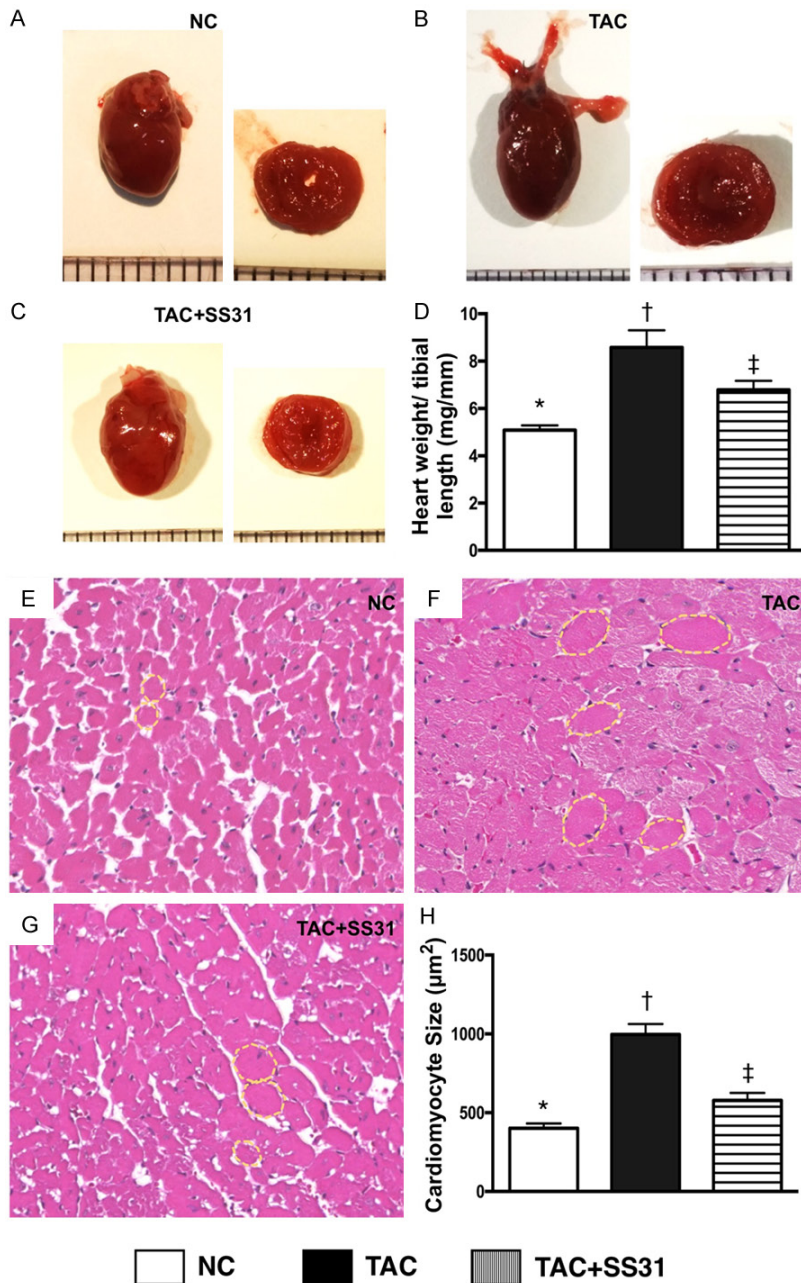 A
NC
B
TAC
C
TAC+SS31
D
Heart weight/ tibial
length (mg/mm)
10
8
6
4
2
0
*
†
‡
E
NC
F
TAC
G
TAC+SS31
H
Cardiomyocyte Size (µm²)
1500
1000
500
0
*
†
‡
NC
TAC
TAC+SS31